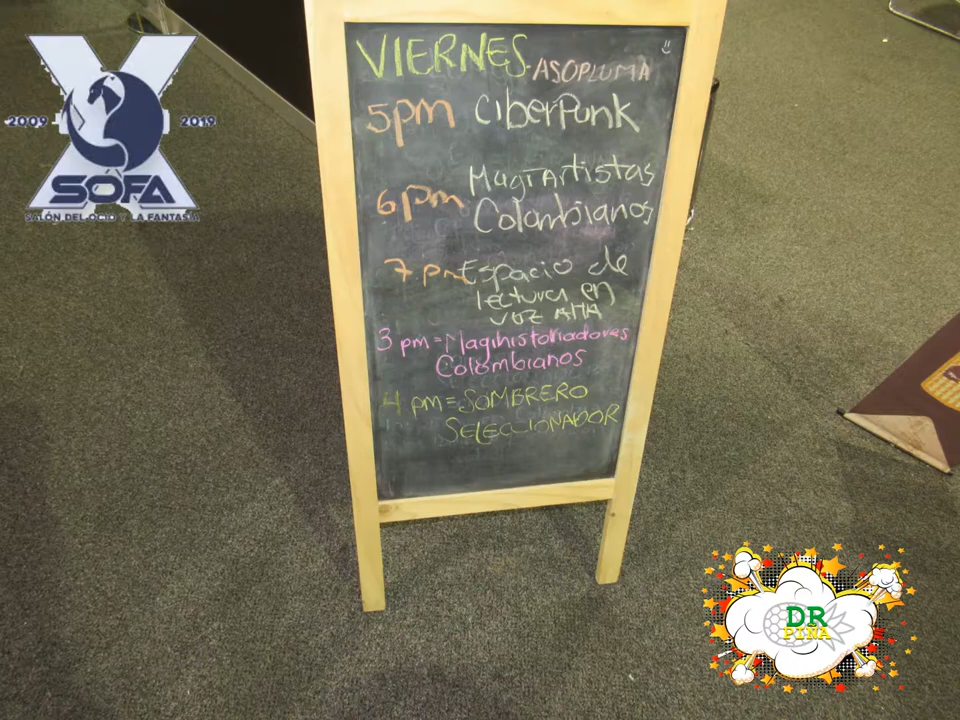 VIERNES
ASOPLUMA
5pm CiberPunk
6pm Magiartistas
Colombianos
7 pm Espacio de
lectura en
voz Alta
3 pm = Magihistoriadores
Colombianos
4 pm = SOMBRERO
SELECCIONADOR
X
2009 2019
SOFA
SALÓN DEL OCIO Y LA FANTASÍA
DR
PIÑA